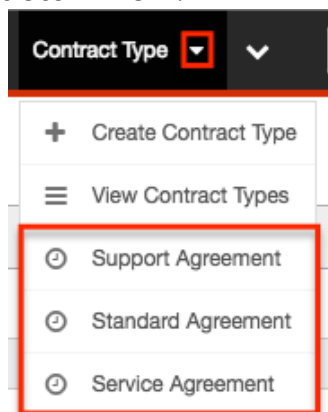 Contract Type
Create Contract Type
View Contract Types
Support Agreement
Standard Agreement
Service Agreement